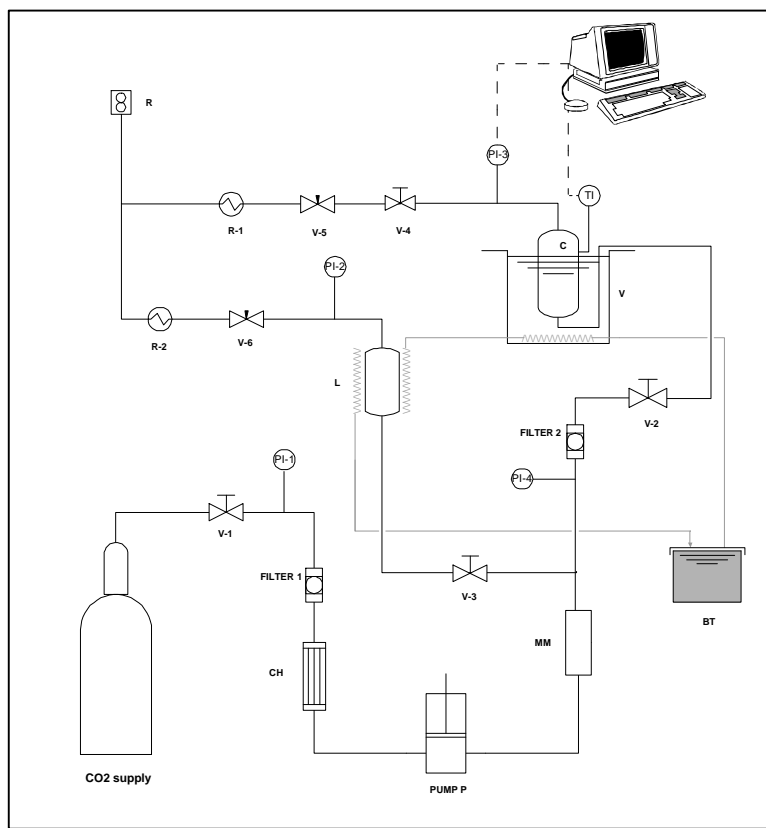 R
PI-3
TI
R-1
V-5
V-4
C
PI-2
V
R-2
V-6
L
V-2
FILTER 2
PI-1
PI-4
V-1
FILTER 1
V-3
BT
MM
CH
CO2 supply
PUMP P